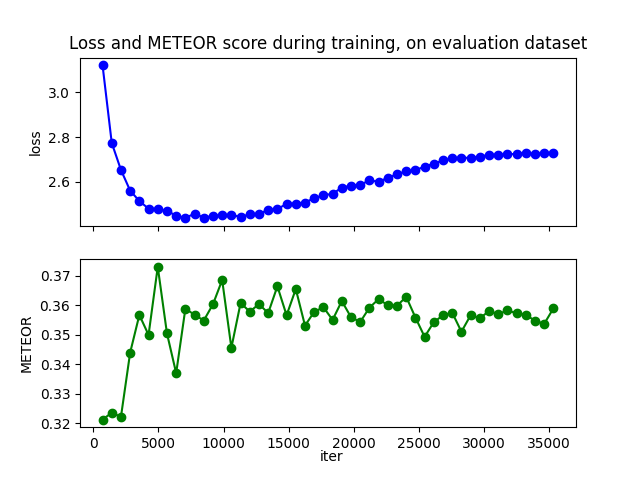 Loss and METEOR score during training, on evaluation dataset
3.0
2.8
2.6
loss
0.37
0.36
0.35
0.34
0.33
0.32
METEOR
0 5000 10000 15000 20000 25000 30000 35000
iter